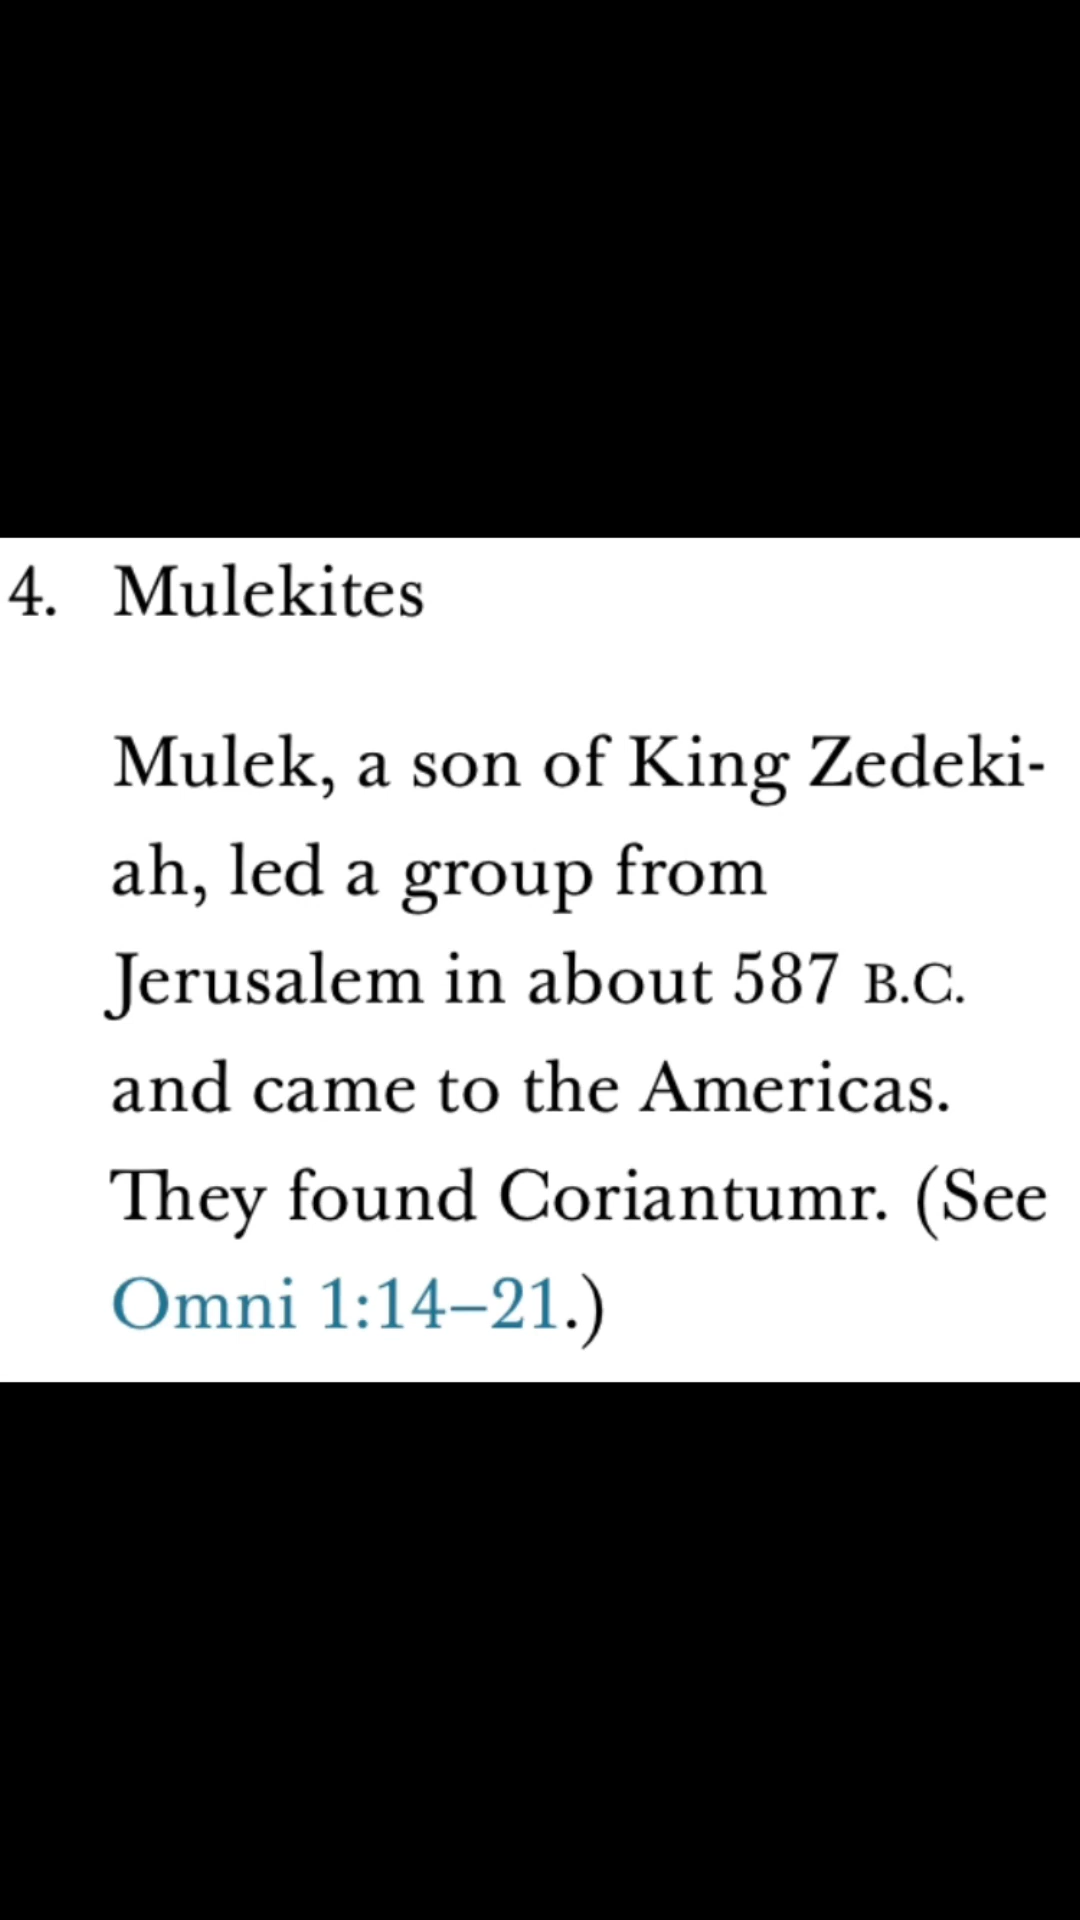 4. Mulekites
Mulek, a son of King Zedeki-
ah, led a group from
Jerusalem in about 587 B.C.
and came to the Americas.
They found Coriantumr. (See
Omni 1:14–21.)